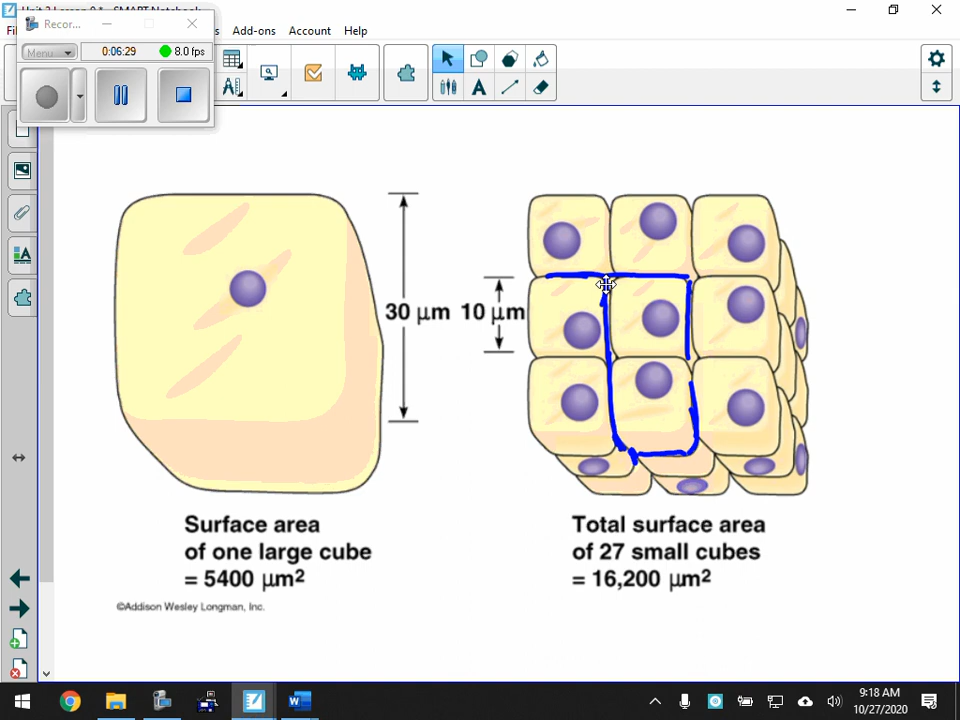 Recor...
Add-ons Account Help
Menu
0:06:29 8.0 fps
30 μm 10 μm
Surface area
of one large cube
= 5400 μm²
Total surface area
of 27 small cubes
= 16,200 μm²
©Addison Wesley Longman, Inc.
9:18 AM
10/27/2020